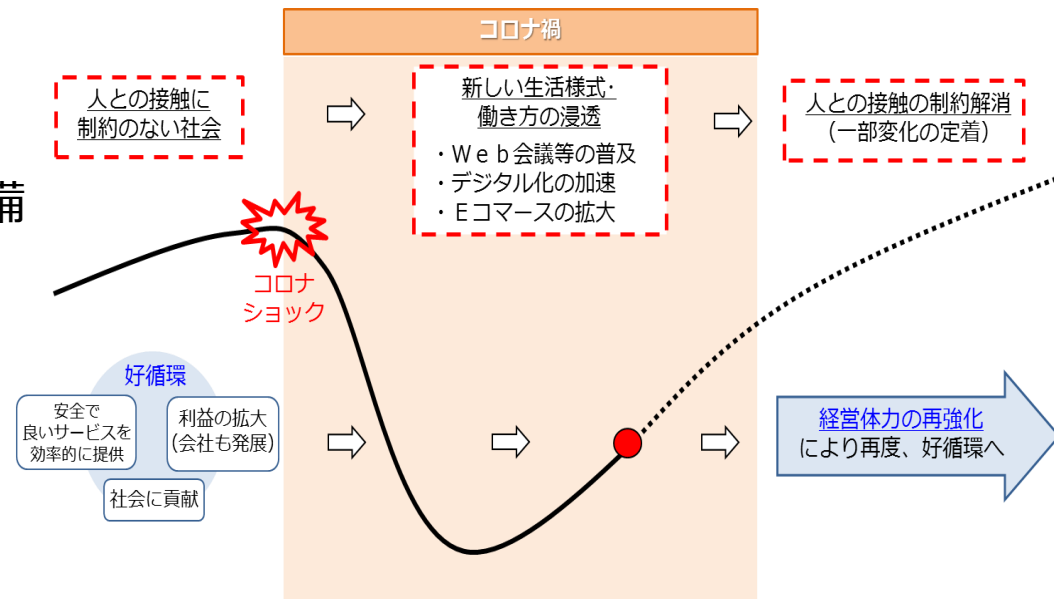 コロナ禍
人との接触に
制約のない社会
新しい生活様式・
働き方の浸透
・Ｗｅｂ会議等の普及
・デジタル化の加速
・Ｅコマースの拡大
人との接触の制約解消
(一部変化の定着)
備
コロナ
ショック
好循環
安全で
良いサービスを
効率的に提供
利益の拡大
(会社も発展)
社会に貢献
経営体力の再強化
により再度、好循環へ